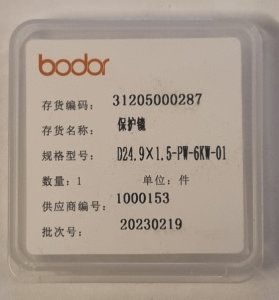 bodor
存货编码： 31205000287
存货名称： 保护镜
规格型号： D24.9×1.5-PW-6KW-01
数量：1 单位：件
供应商编号： 1000153
批次号： 20230219